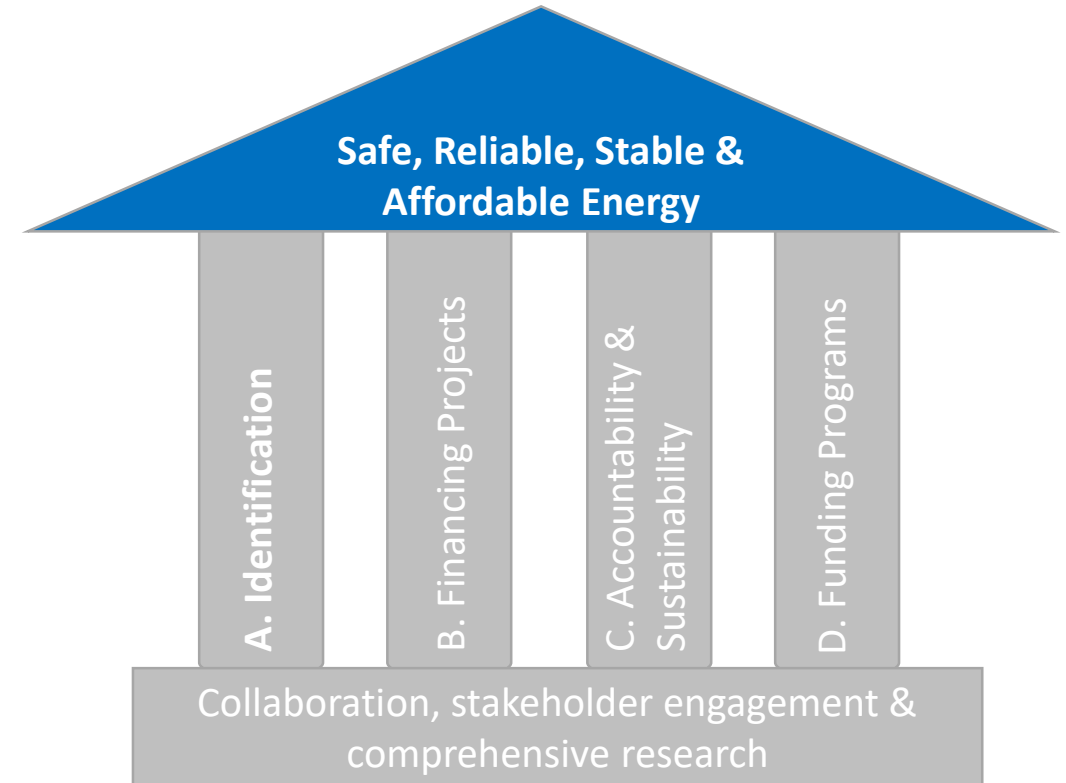 Safe, Reliable, Stable &
Affordable Energy
A. Identification
B. Financing Projects
C. Accountability &
Sustainability
D. Funding Programs
Collaboration, stakeholder engagement &
comprehensive research